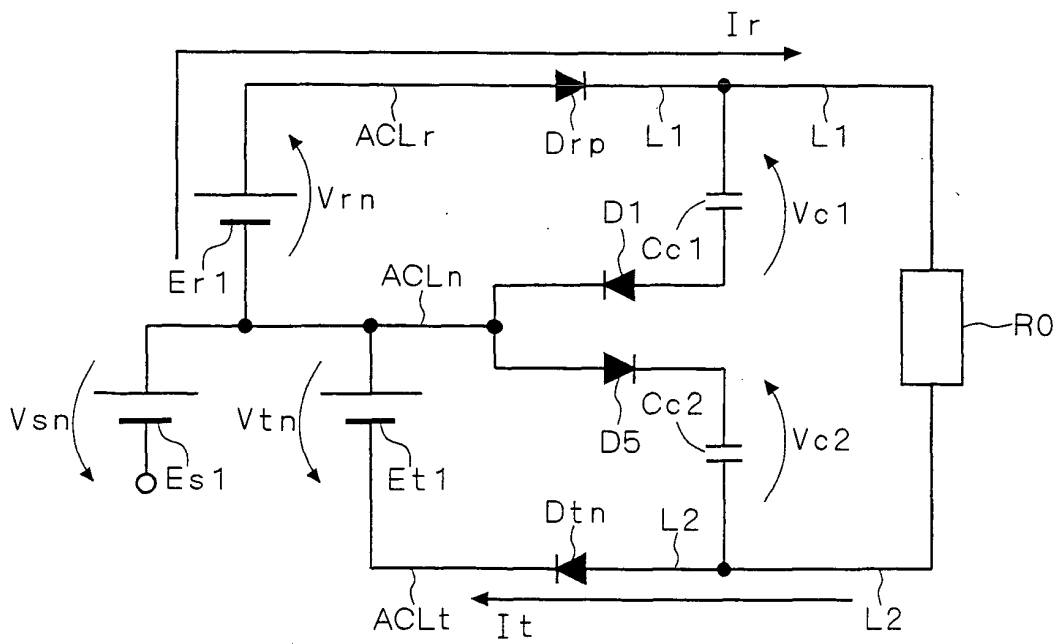 Ir
ACLr
Drp
L1
L1
Vrn
D1
Cc1
Vc1
Er1
ACLn
R0
Vsn
Vtn
D5
Cc2
Vc2
Es1
Et1
Dtn
L2
ACLt
It
L2